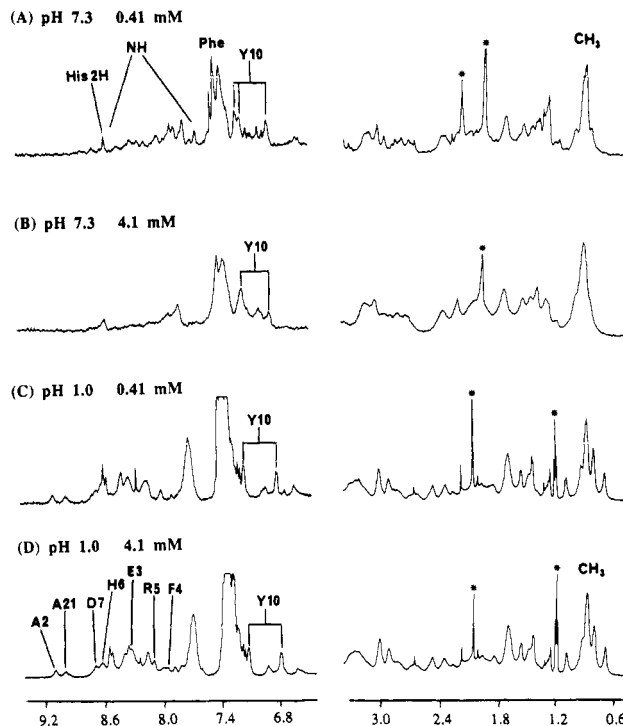 (A) pH 7.3 0.41 mM
NH
Phe
Y10
His 2H
*
*
CH3
(B) pH 7.3 4.1 mM
Y10
*
(C) pH 1.0 0.41 mM
Y10
*
*
(D) pH 1.0 4.1 mM
A2
A21
D7
H6
E3
R5
F4
Y10
*
*
CH3
9.2 8.6 8.0 7.4 6.8 3.0 2.4 1.8 1.2 0.6